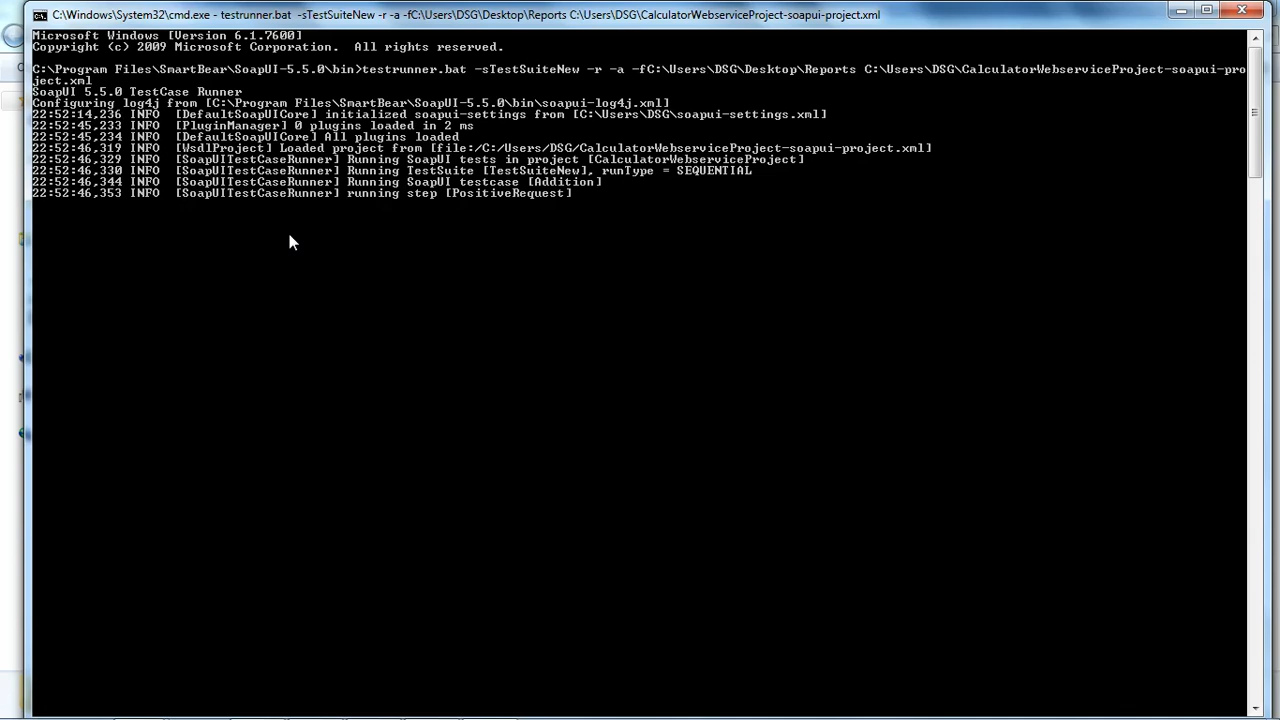 C:\Windows\System32\cmd.exe - testrunner.bat -sTestSuiteNew -r -a -fC:\Users\DSG\Desktop\Reports C:\Users\DSG\CalculatorWebserviceProject-soapui-project.xml
Microsoft Windows [Version 6.1.7600]
Copyright (c) 2009 Microsoft Corporation. All rights reserved.
C:\Program Files\SmartBear\SoapUI-5.5.0\bin>testrunner.bat -sTestSuiteNew -r -a -fC:\Users\DSG\Desktop\Reports C:\Users\DSG\CalculatorWebserviceProject-soapui-pro
ject.xml
SoapUI 5.5.0 TestCase Runner
Configuring log4j from [C:\Program Files\SmartBear\SoapUI-5.5.0\bin\soapui-log4j.xml]
22:52:14,236 INFO [DefaultSoapUICore] initialized soapui-settings from [C:\Users\DSG\soapui-settings.xml]
22:52:45,233 INFO [PluginManager] 0 plugins loaded in 2 ms
22:52:45,234 INFO [DefaultSoapUICore] All plugins loaded
22:52:46,319 INFO [WsdlProject] Loaded project from [file:/C:/Users/DSG/CalculatorWebserviceProject-soapui-project.xml]
22:52:46,329 INFO [SoapUITestCaseRunner] Running SoapUI tests in project [CalculatorWebserviceProject]
22:52:46,330 INFO [SoapUITestCaseRunner] Running TestSuite [TestSuiteNew], runType = SEQUENTIAL
22:52:46,344 INFO [SoapUITestCaseRunner] Running SoapUI testcase [Addition]
22:52:46,353 INFO [SoapUITestCaseRunner] running step [PositiveRequest]